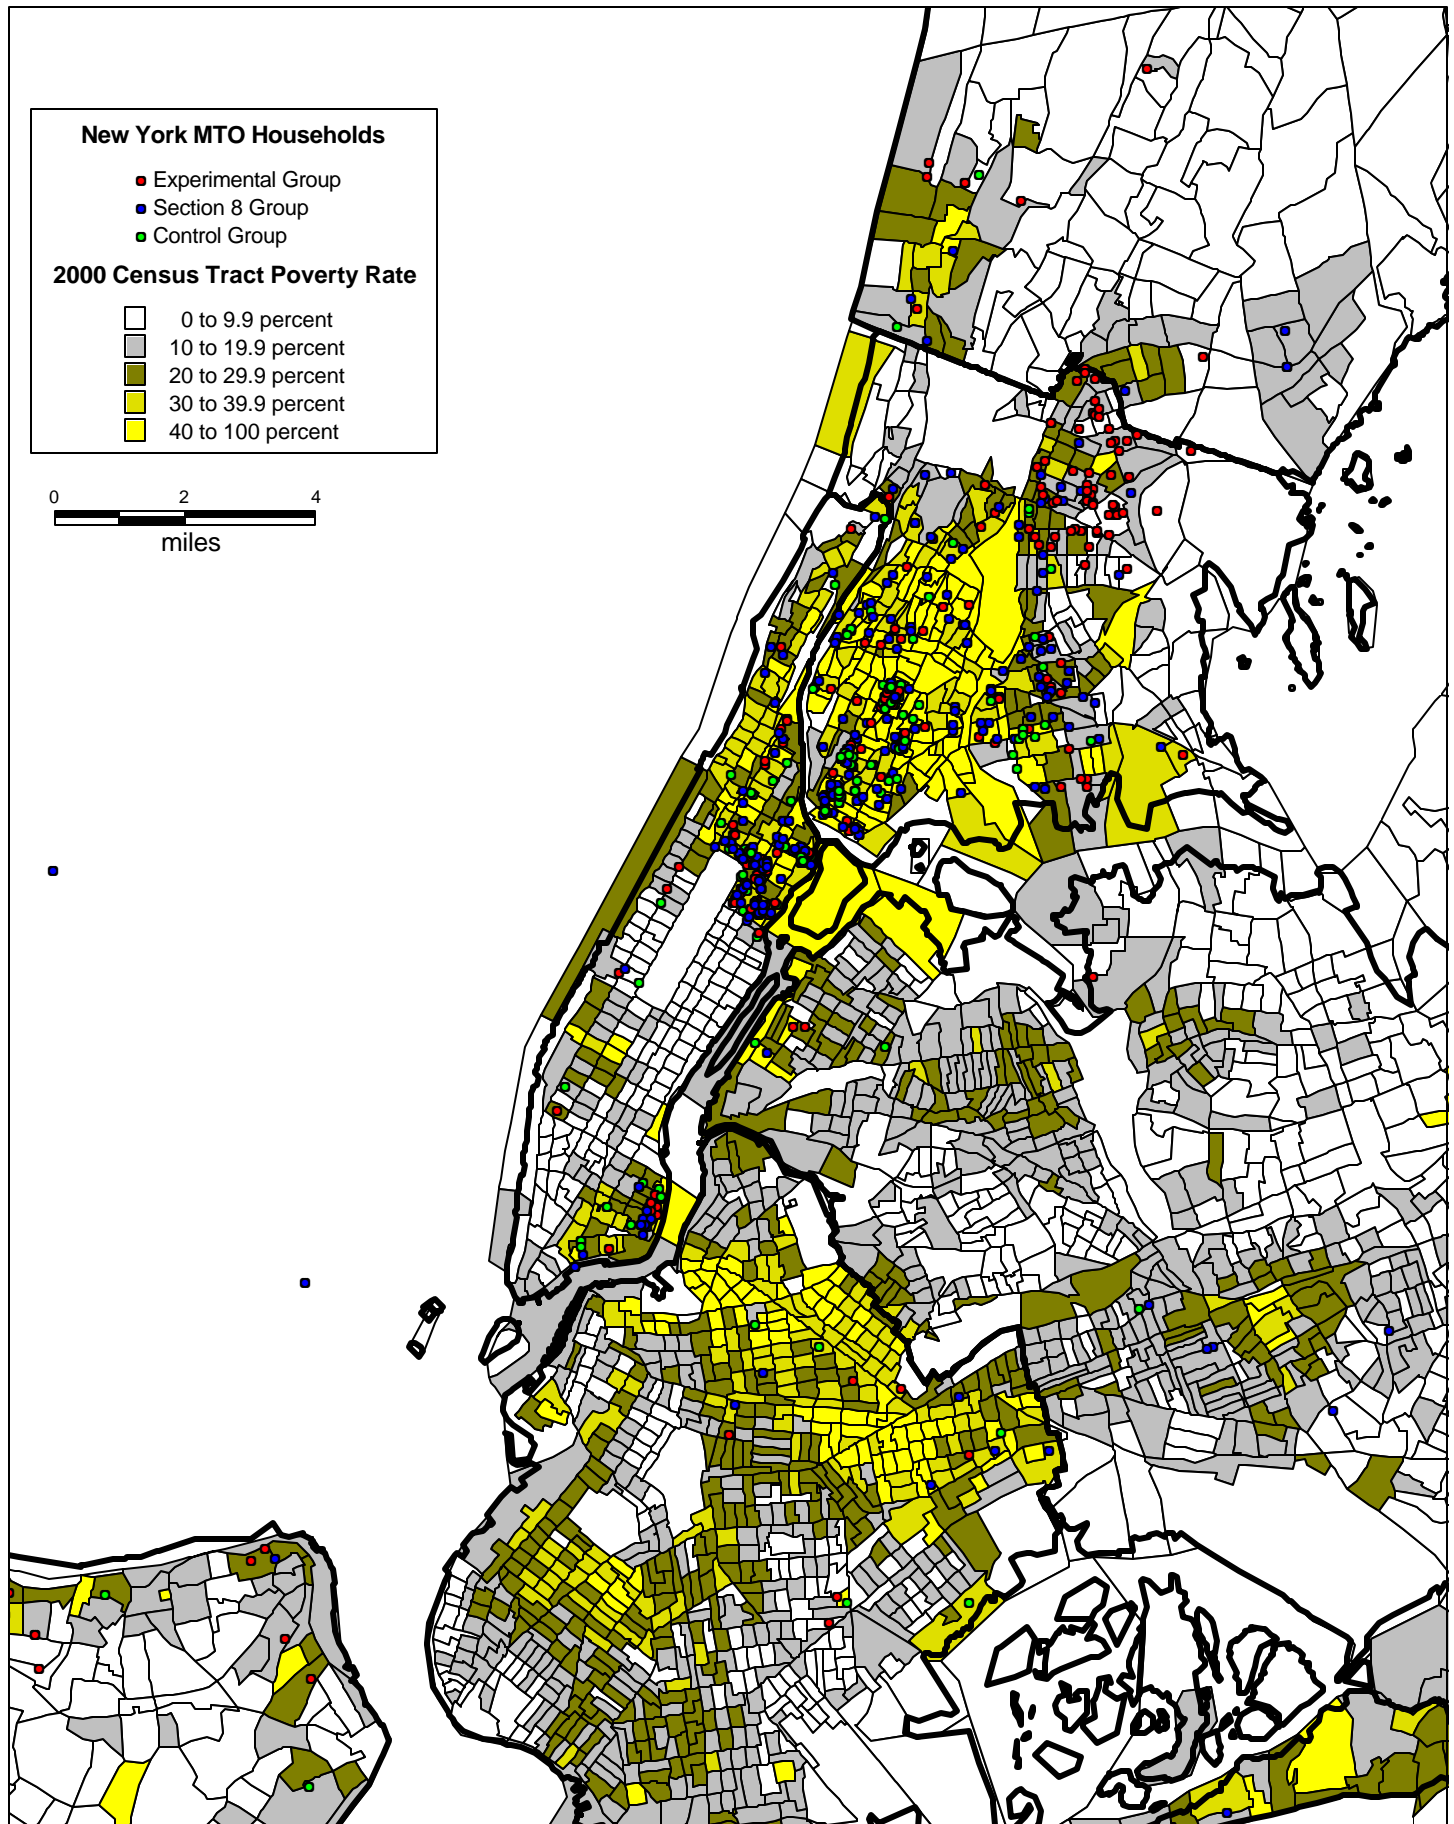 New York MTO Households
Experimental Group
Section 8 Group
Control Group
2000 Census Tract Poverty Rate
0 to 9.9 percent
10 to 19.9 percent
20 to 29.9 percent
30 to 39.9 percent
40 to 100 percent
0 2 4
miles